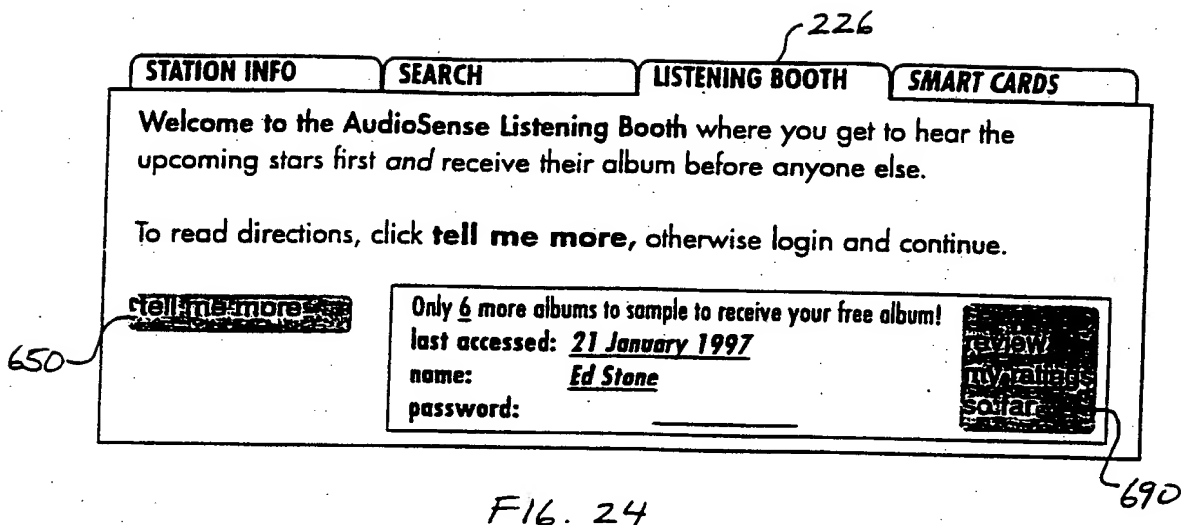 226
STATION INFO SEARCH LISTENING BOOTH SMART CARDS
Welcome to the AudioSense Listening Booth where you get to hear the
upcoming stars first and receive their album before anyone else.
To read directions, click tell me more, otherwise login and continue.
tell me more
650
Only 6 more albums to sample to receive your free album!
last accessed: 21 January 1997
name: Ed Stone
password:
review
my ratings
so far
690
FIG. 24